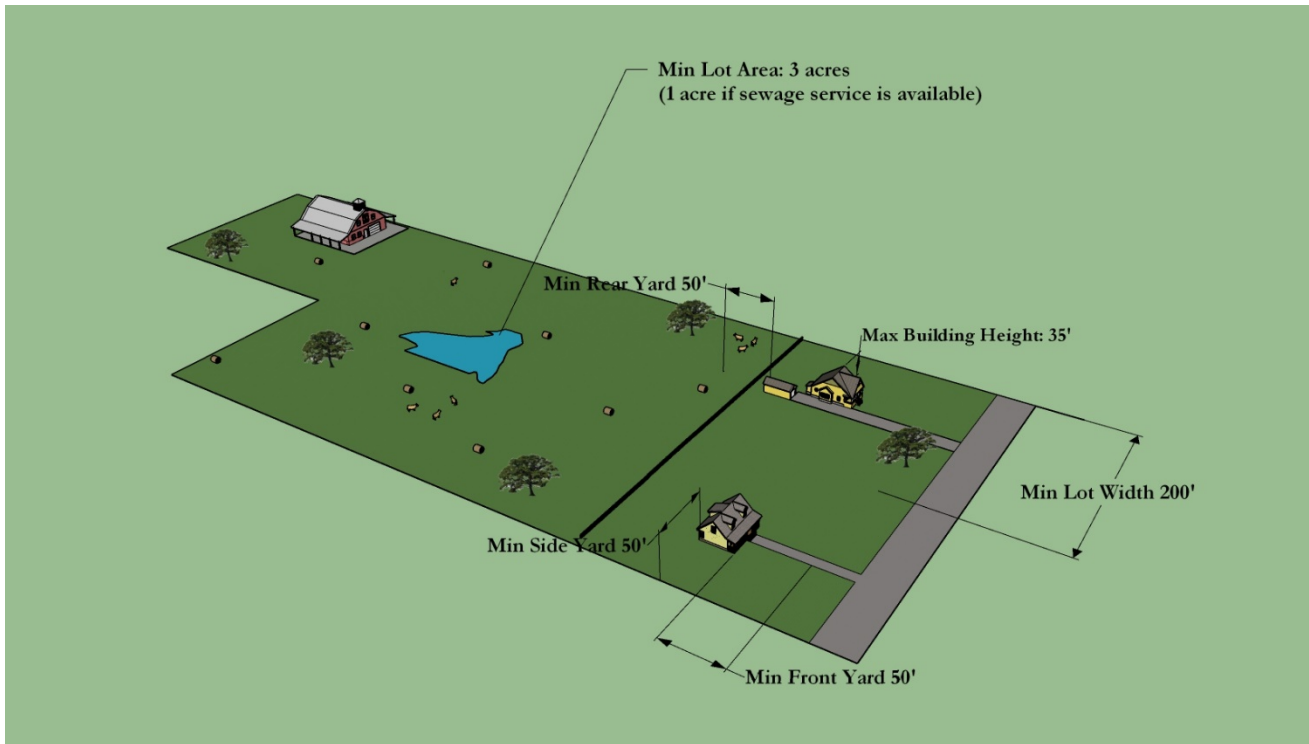 Min Lot Area: 3 acres
(1 acre if sewage service is available)
Min Rear Yard 50'
Max Building Height: 35'
Min Lot Width 200'
Min Side Yard 50'
Min Front Yard 50'